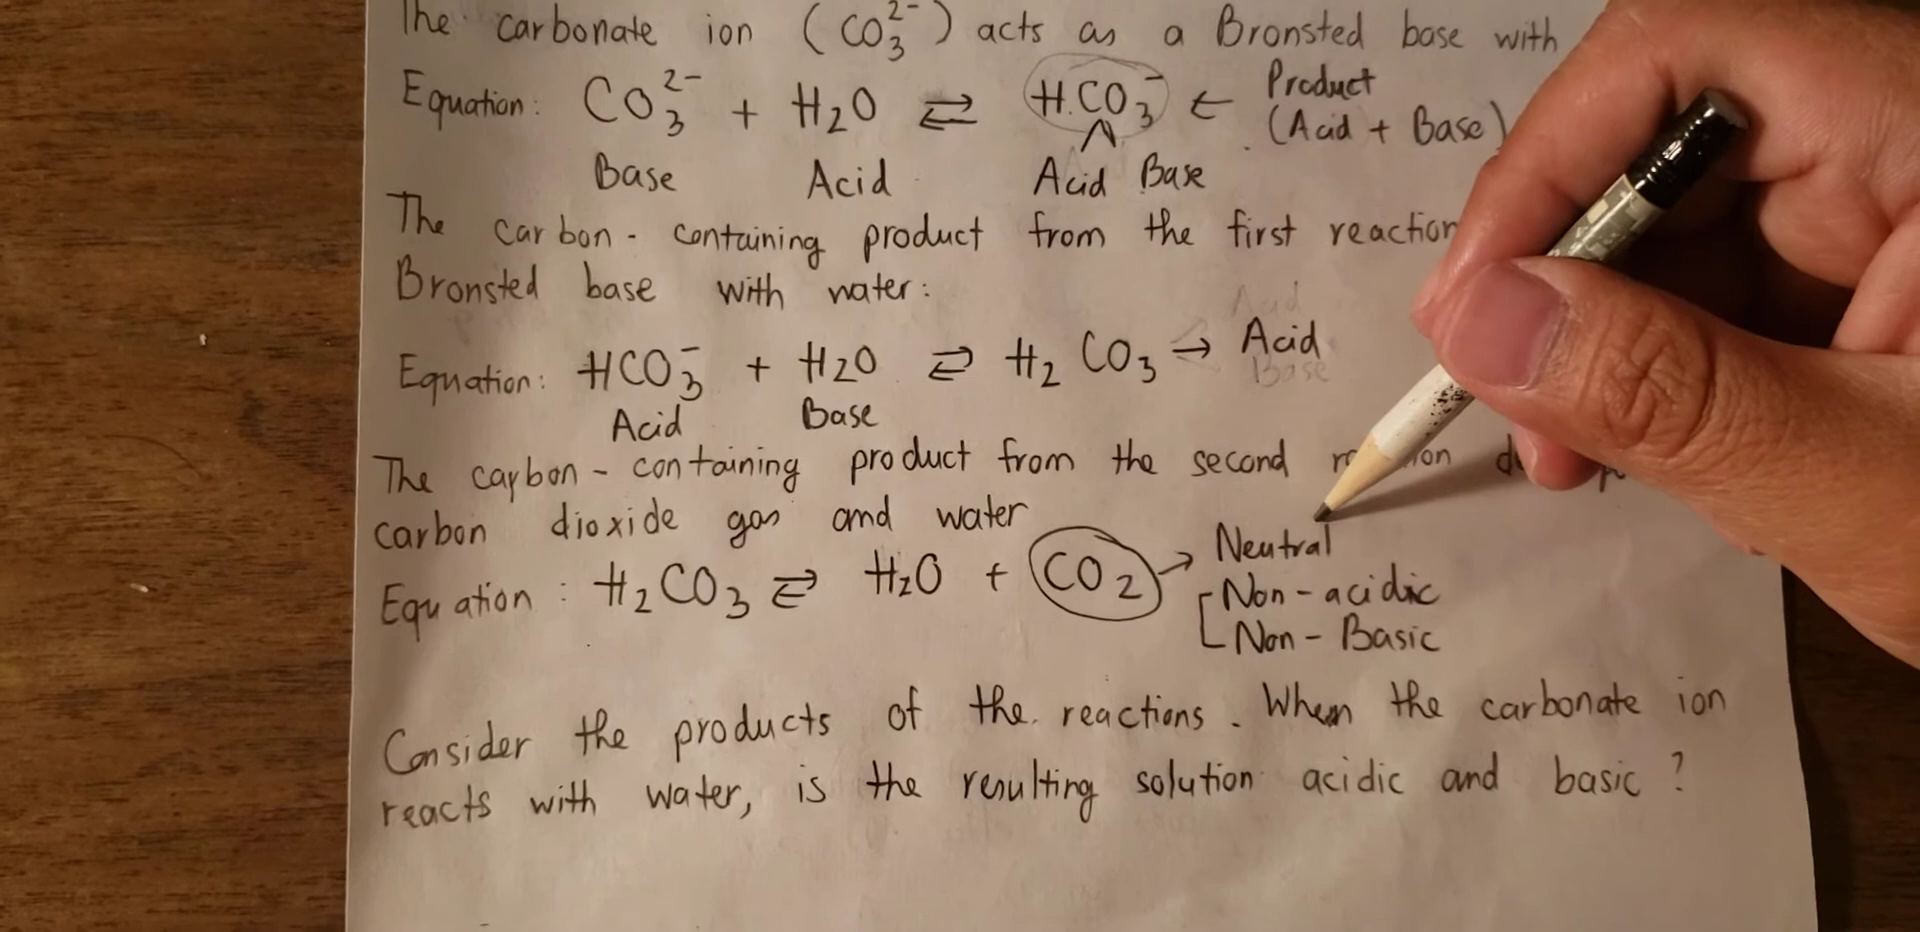 The carbonate ion (CO₃²⁻) acts as a Bronsted base with
Equation: CO₃²⁻ + H₂O ⇄ HCO₃⁻ ← Product
(Acid + Base)
Base Acid Acid Base
The carbon-containing product from the first reaction
Bronsted base with water:
Equation: HCO₃⁻ + H₂O ⇄ H₂CO₃ → Acid
Acid
Base
Acid Base
The carbon-containing product from the second
carbon dioxide gas and water
Equation: H₂CO₃ ⇄ H₂O + CO₂ → Neutral
Non-acidic
Non-Basic
Consider the products of the reactions. When the carbonate ion
reacts with water, is the resulting solution acidic and basic?